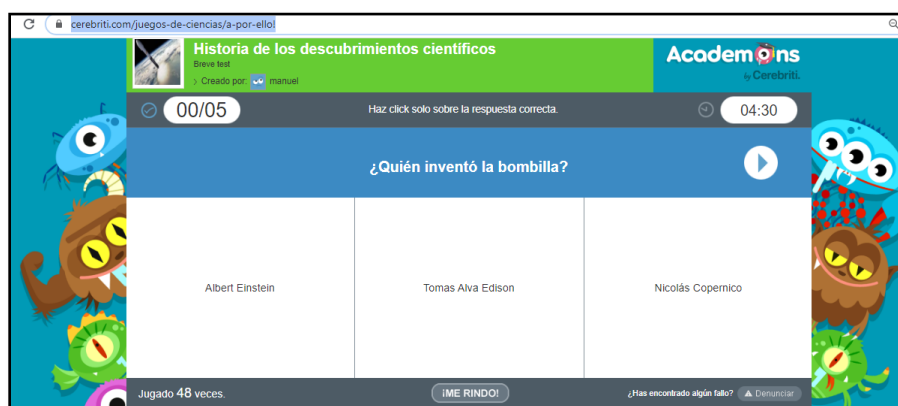 cerebriti.com/juegos-de-ciencias/a-por-ello!
Historia de los descubrimientos científicos
Breve test
> Creado por: manuel
Academons
by Cerebriti.
00/05
Haz click solo sobre la respuesta correcta.
04:30
¿Quién inventó la bombilla?
Albert Einstein
Tomas Alva Edison
Nicolás Copernico
Jugado 48 veces.
¡ME RINDO!
¿Has encontrado algún fallo?
Denunciar